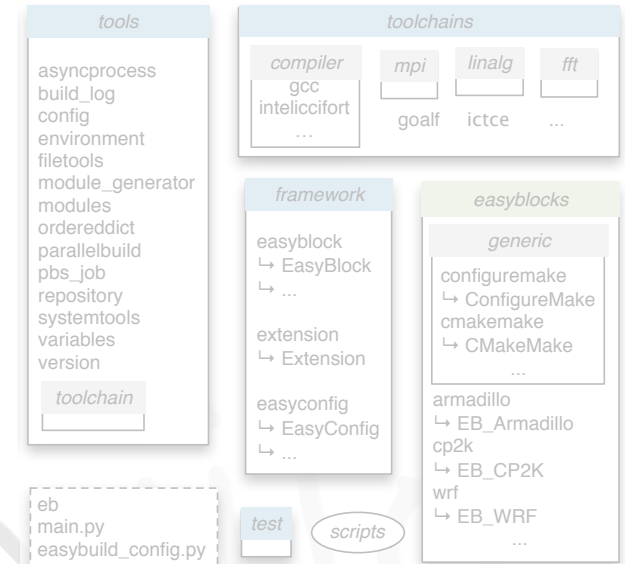 tools
asyncprocess
build_log
config
environment
filetools
module_generator
modules
ordereddict
parallelbuild
pbs_job
repository
systemtools
variables
version
toolchain
toolchains
compiler
gcc
inteliccifort
...
mpi
linalg
fft
goalf
ictce
...
framework
easyblock
↳ EasyBlock
↳ ...
extension
↳ Extension
easyconfig
↳ EasyConfig
↳ ...
easyblocks
generic
configuremake
↳ ConfigureMake
cmakemake
↳ CMakeMake
...
armadillo
↳ EB_Armadillo
cp2k
↳ EB_CP2K
wrf
↳ EB_WRF
...
eb
main.py
easybuild_config.py
test
scripts